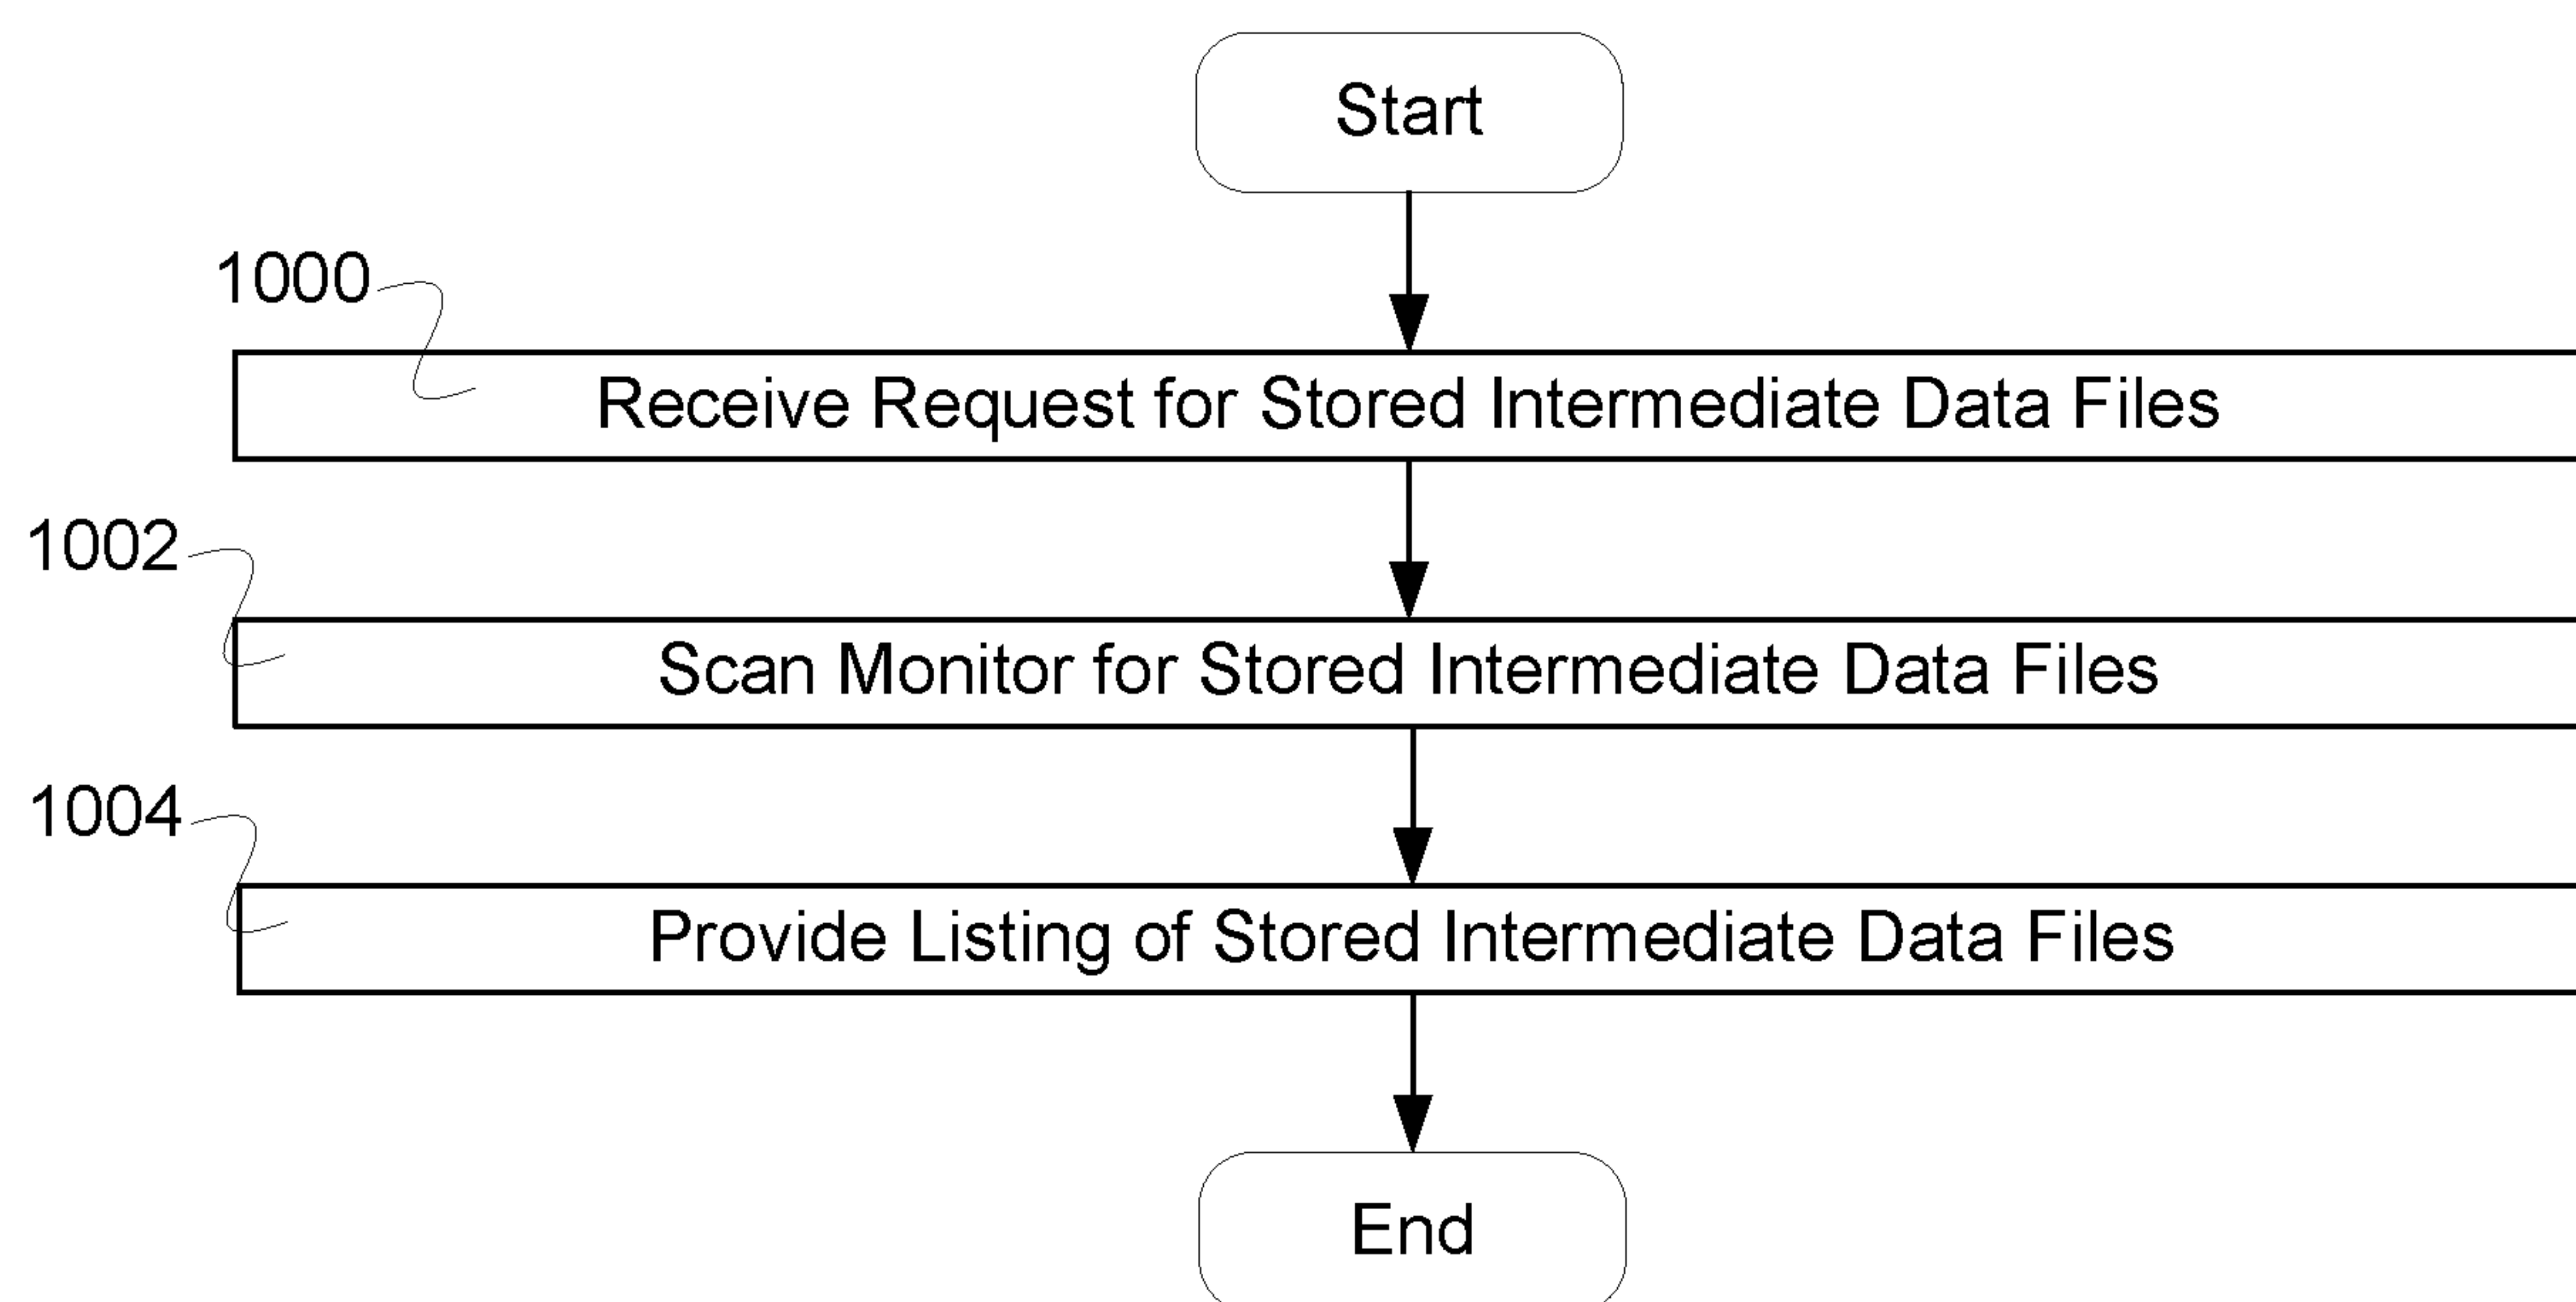 Start
1000
Receive Request for Stored Intermediate Data Files
1002
Scan Monitor for Stored Intermediate Data Files
1004
Provide Listing of Stored Intermediate Data Files
End